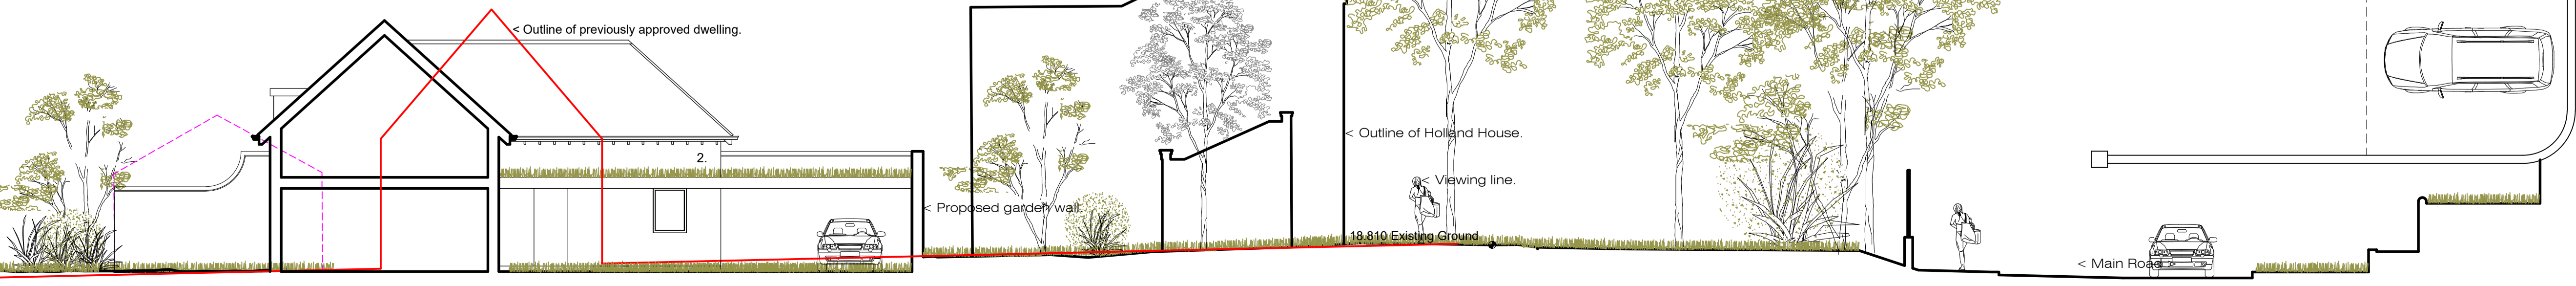 < Outline of previously approved dwelling.
< Outline of Holland House.
2.
< Viewing line.
< Proposed garden wall.
18.810 Existing Ground
< Main Road >